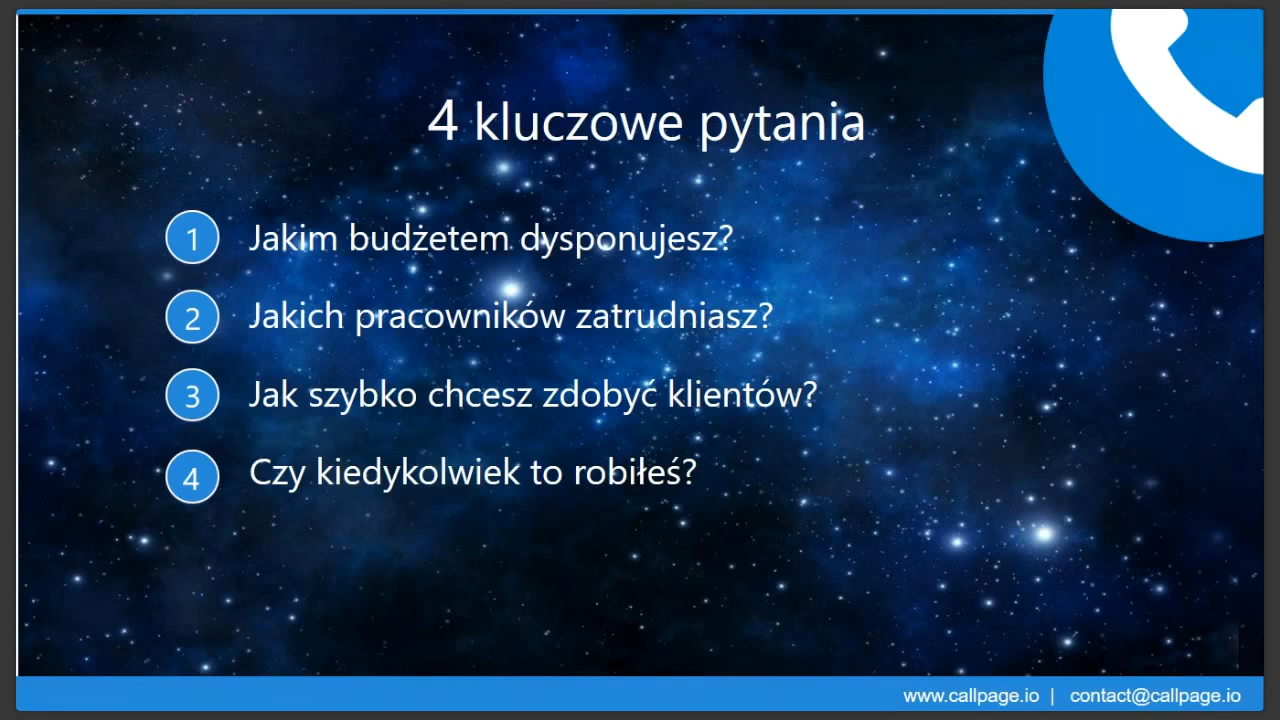 4 kluczowe pytania
1 Jakim budżetem dysponujesz?
2 Jakich pracowników zatrudniasz?
3 Jak szybko chcesz zdobyć klientów?
4 Czy kiedykolwiek to robiłeś?
www.callpage.io | contact@callpage.io